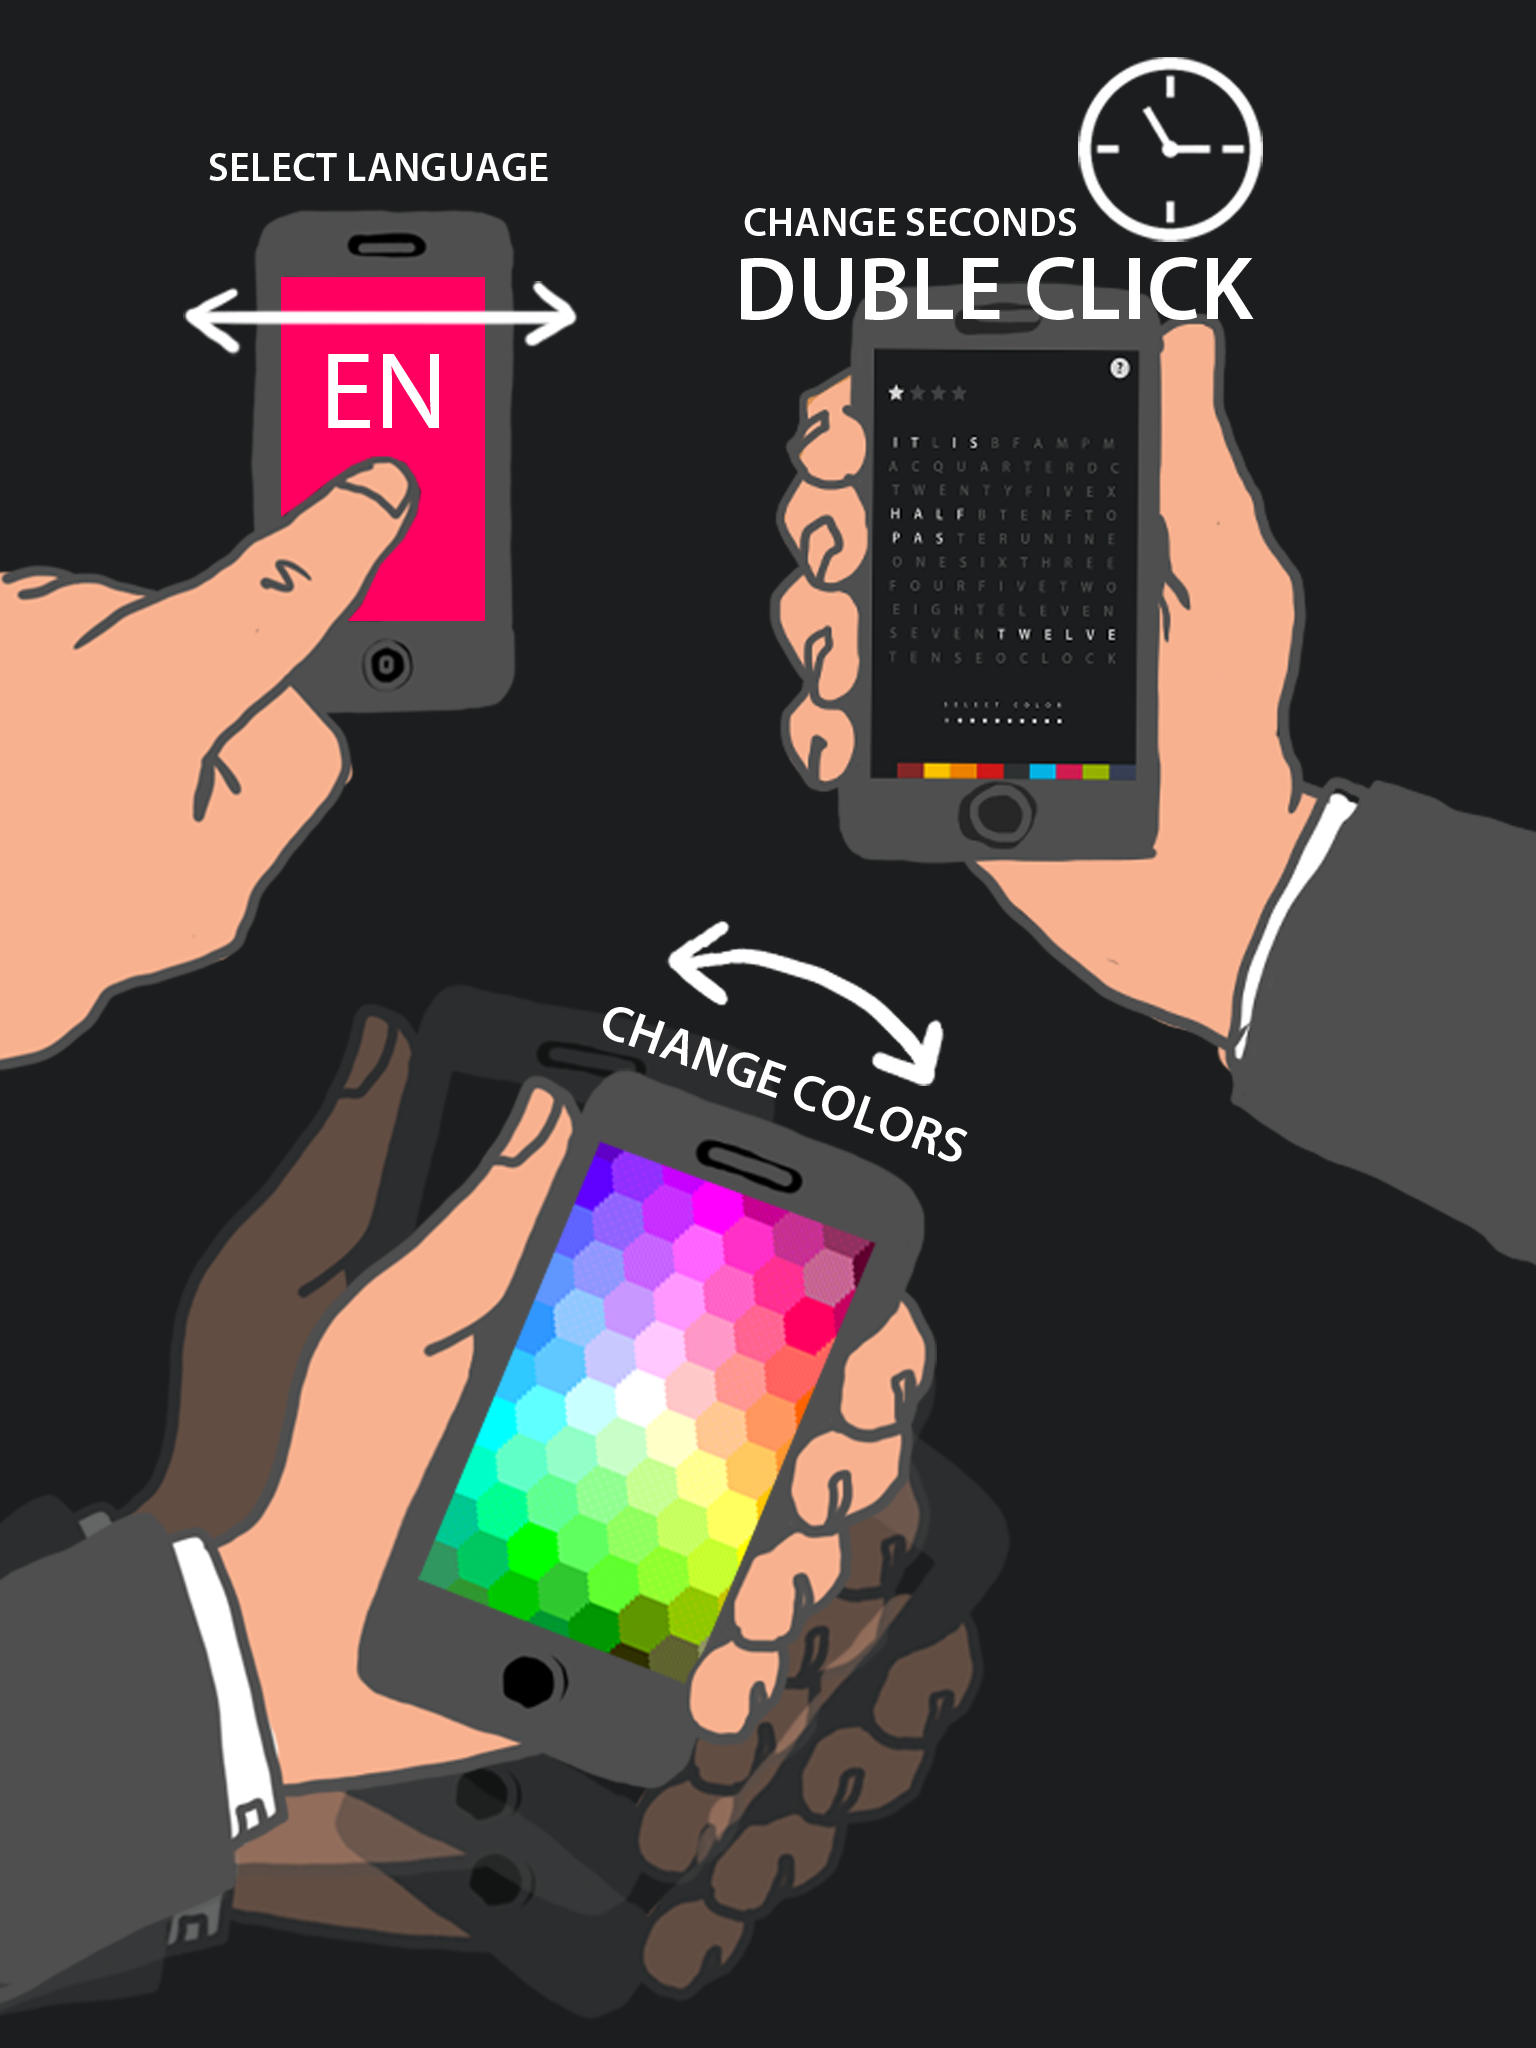 SELECT LANGUAGE
EN
CHANGE SECONDS
DUBLE CLICK
?
I T L I S B F A M P M
A C Q U A R T E R D C
T W E N T Y F I V E X
H A L F B T E N F T O
P A S T E R U N I N E
O N E S I X T H R E E
F O U R F I V E T W O
E I G H T E L E V E N
S E V E N T W E L V E
T E N S E O C L O C K
SELECT COLOR
CHANGE COLORS